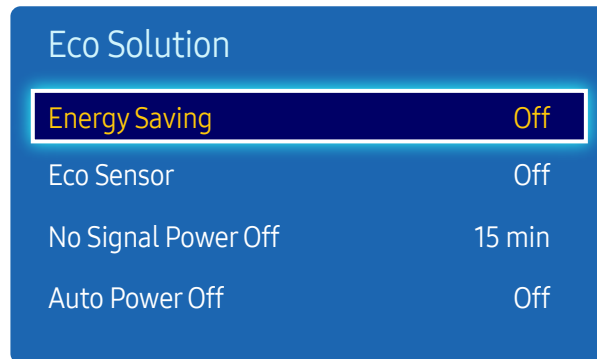 Eco Solution
Energy Saving Off
Eco Sensor Off
No Signal Power Off 15 min
Auto Power Off Off